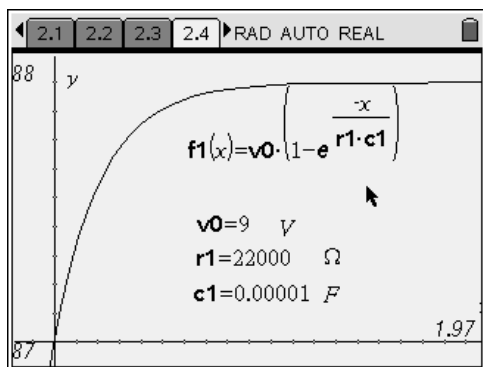 2.1 2.2 2.3 2.4 RAD AUTO REAL
88 y
f1(x)=v0·(1-e^(-x/(r1·c1)))
v0=9 V
r1=22000 Ω
c1=0.00001 F
1.97
87